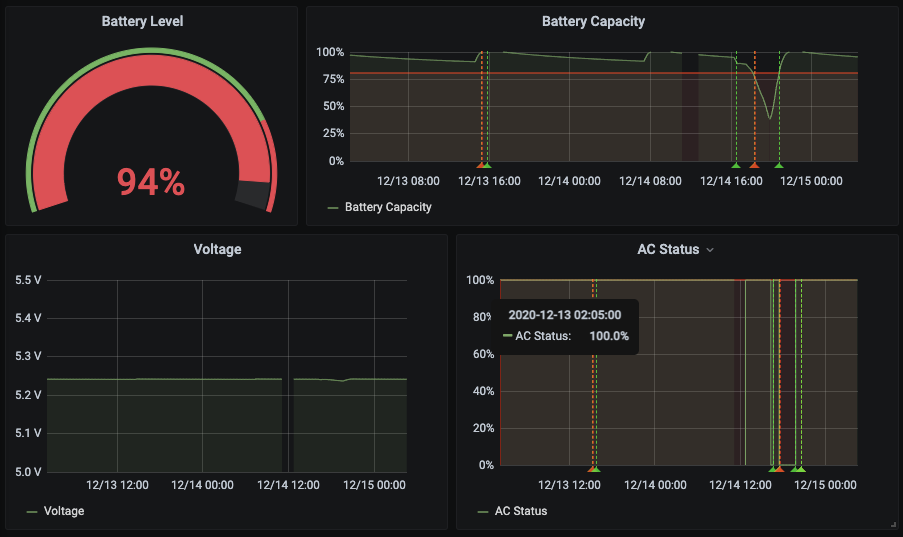 Battery Level
94%
Battery Capacity
100%
75%
50%
25%
0%
12/13 08:00 12/13 16:00 12/14 00:00 12/14 08:00 12/14 16:00 12/15 00:00
Battery Capacity
Voltage
5.5 V
5.4 V
5.3 V
5.2 V
5.1 V
5.0 V
12/13 12:00 12/14 00:00 12/14 12:00 12/15 00:00
Voltage
AC Status
100%
80%
60%
40%
20%
0%
2020-12-13 02:05:00
AC Status: 100.0%
12/13 12:00 12/14 00:00 12/14 12:00 12/15 00:00
AC Status